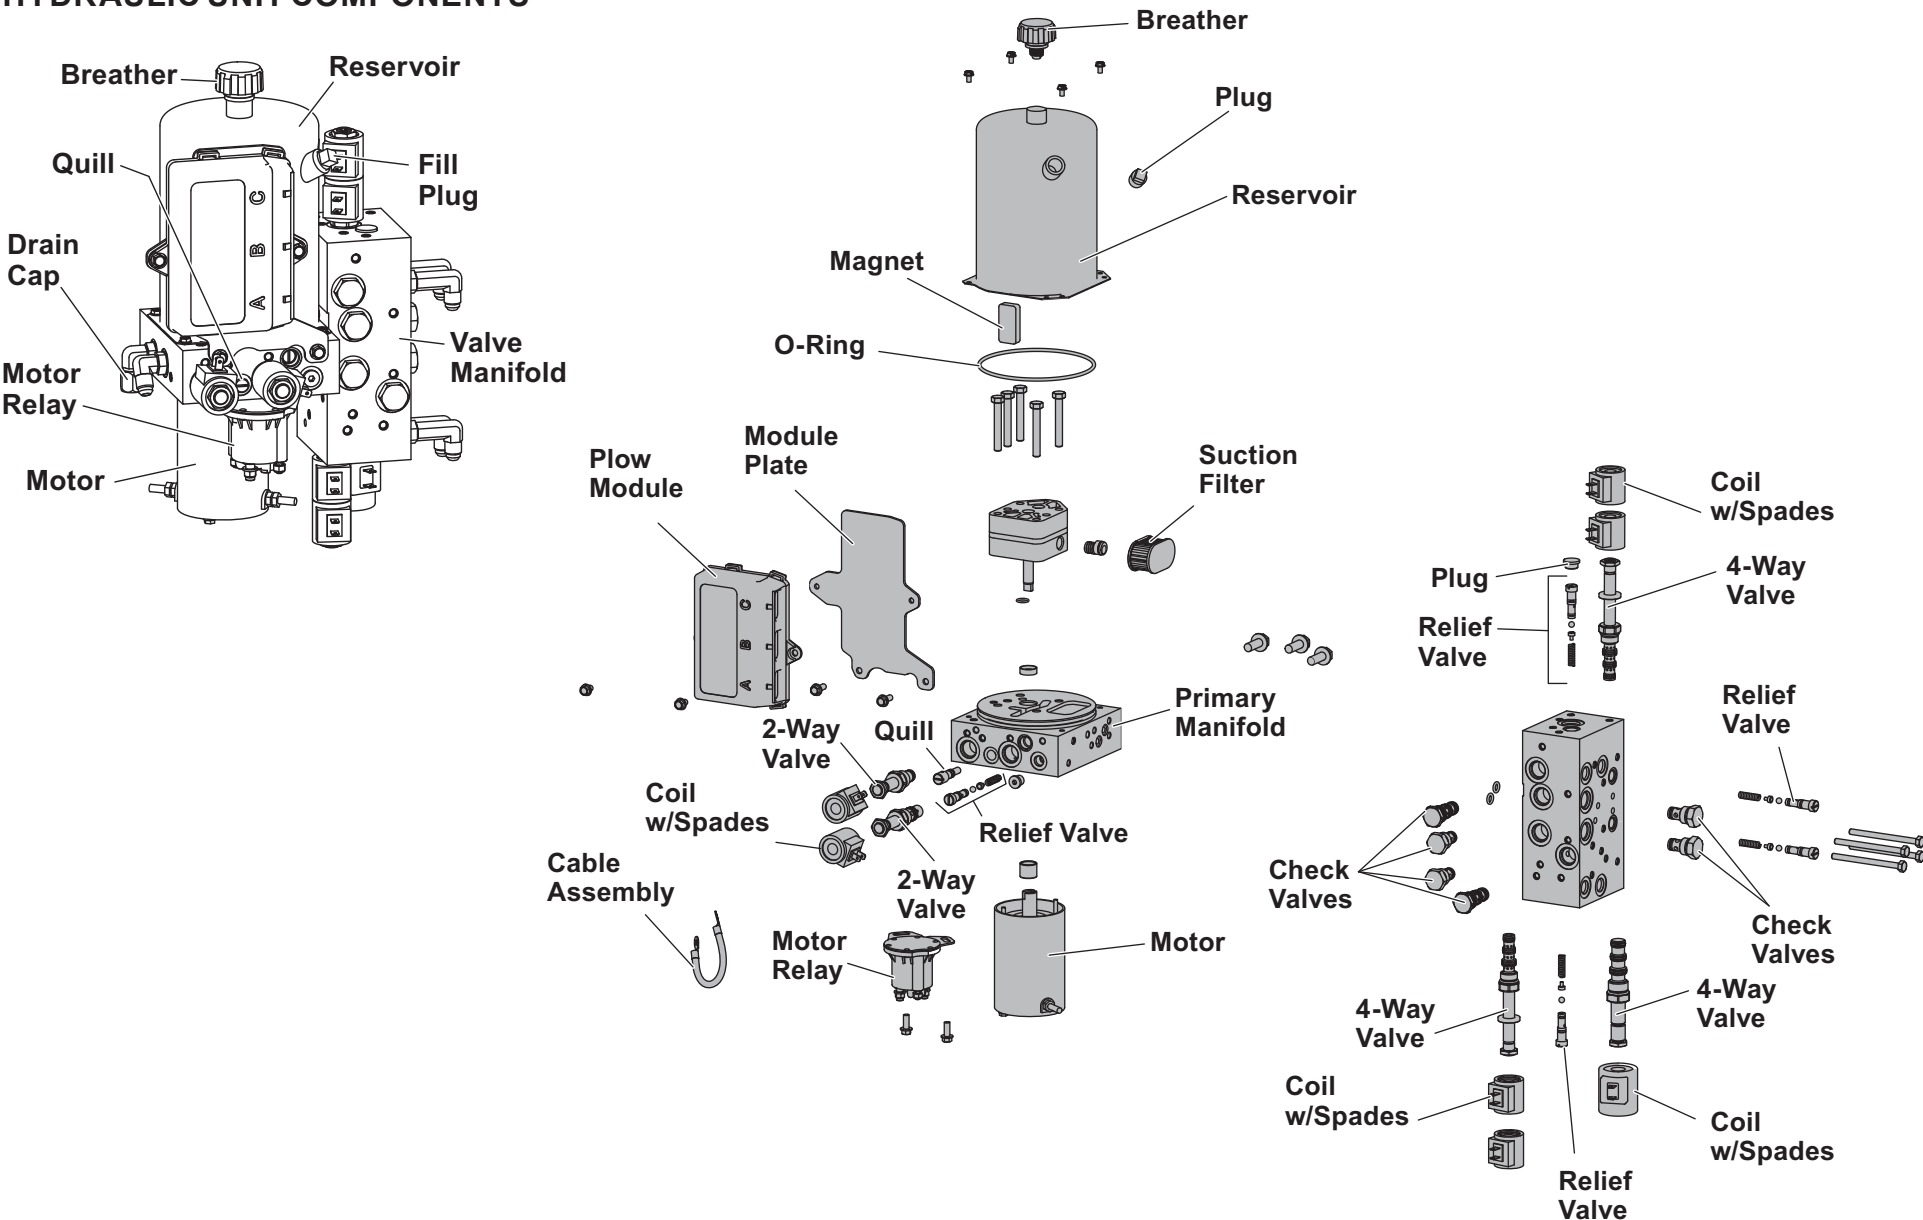 HYDRAULIC UNIT COMPONENTS
Breather
Reservoir
Quill
Fill
Plug
Drain
Cap
C
B
A
Valve
Manifold
Motor
Relay
Motor
Breather
Plug
Reservoir
Magnet
O-Ring
Module
Plate
Plow
Module
Suction
Filter
C
B
A
Primary
Manifold
2-Way
Valve
Quill
Coil
w/Spades
Relief Valve
Cable
Assembly
2-Way
Valve
Motor
Relay
Motor
Coil
w/Spades
Plug
4-Way
Valve
Relief
Valve
Relief
Valve
Check
Valves
Check
Valves
4-Way
Valve
4-Way
Valve
Coil
w/Spades
Coil
w/Spades
Relief
Valve